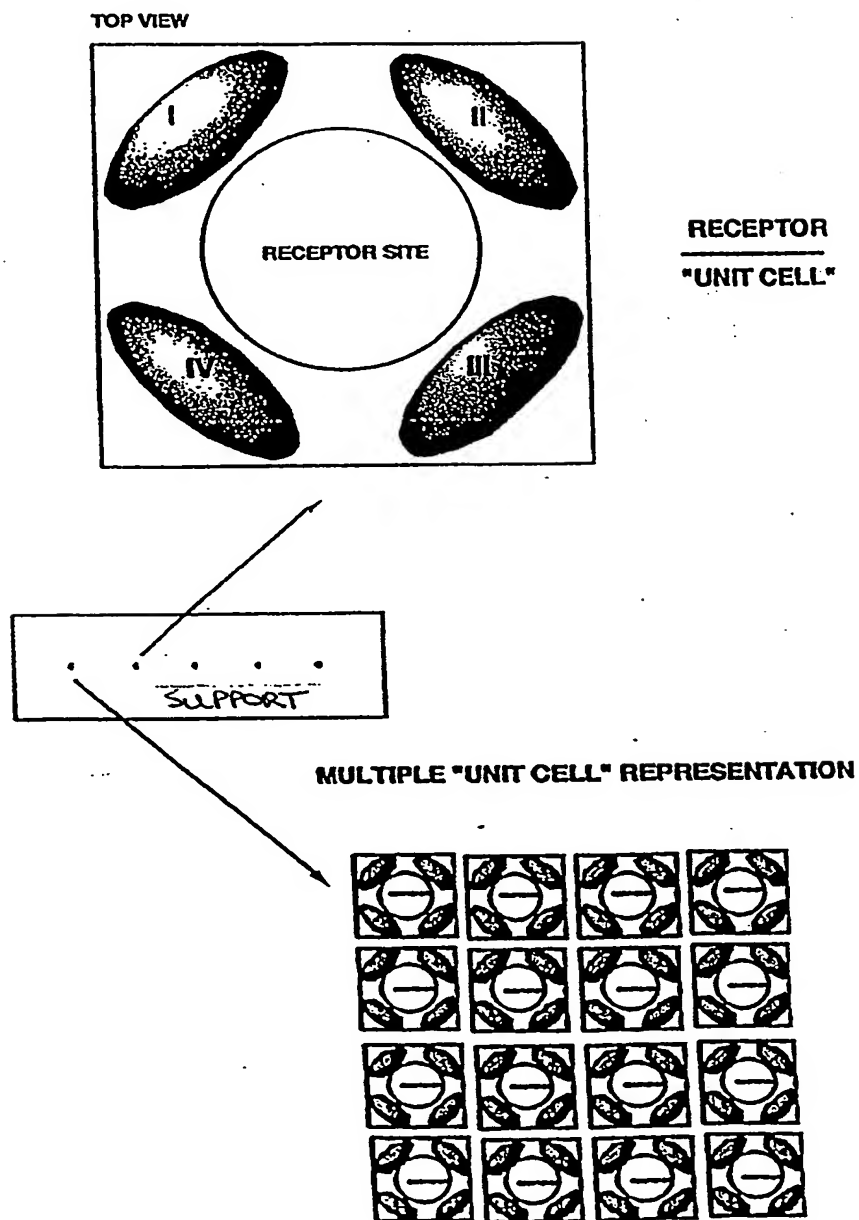 TOP VIEW
I
II
RECEPTOR SITE
IV
III
RECEPTOR
"UNIT CELL"
SUPPORT
MULTIPLE "UNIT CELL" REPRESENTATION